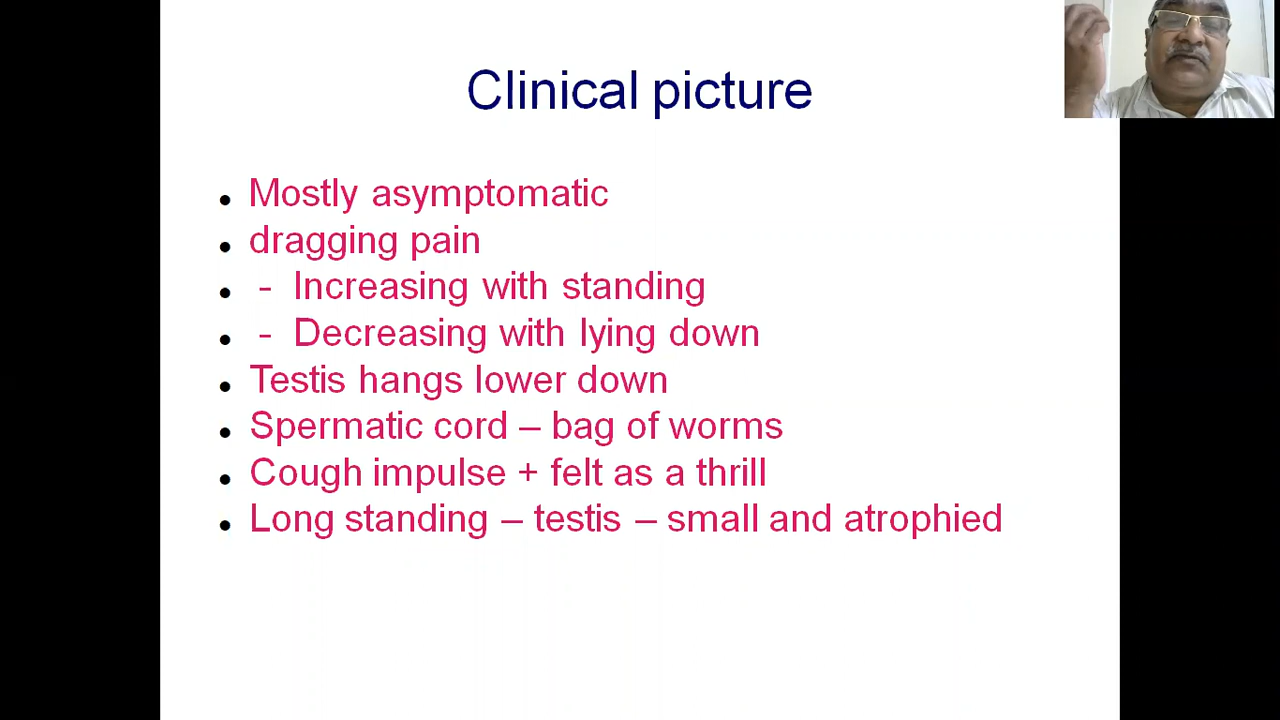 Clinical picture
• Mostly asymptomatic
• dragging pain
• - Increasing with standing
• - Decreasing with lying down
• Testis hangs lower down
• Spermatic cord – bag of worms
• Cough impulse + felt as a thrill
• Long standing – testis – small and atrophied